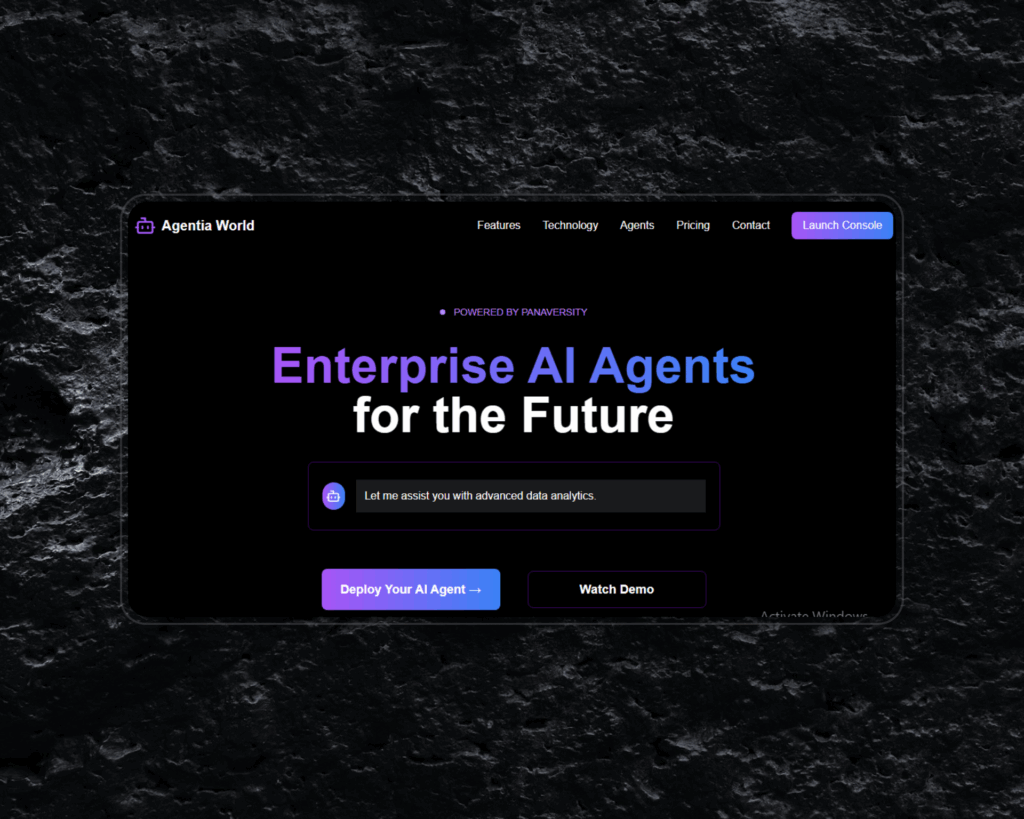 Agentia World
Features
Technology
Agents
Pricing
Contact
Launch Console
POWERED BY PANAVERSITY
Enterprise AI Agents
for the Future
Let me assist you with advanced data analytics.
Deploy Your AI Agent →
Watch Demo
Activate Windows